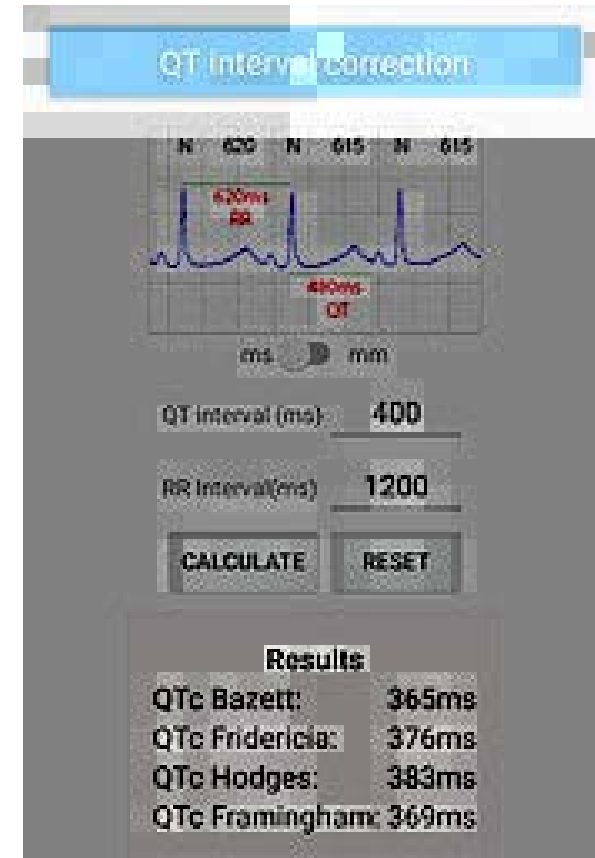 QT interval correction
N 620 N 615 N 615
620ms
RR
480ms
QT
ms mm
QT interval (ms) 400
RR Interval(ms) 1200
CALCULATE RESET
Results
QTc Bazett: 365ms
QTc Fridericia: 376ms
QTc Hodges: 383ms
QTc Framingham: 369ms